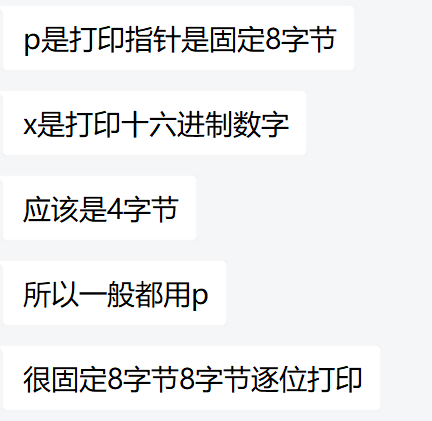 p是打印指针是固定8字节
x是打印十六进制数字
应该是4字节
所以一般都用p
很固定8字节8字节逐位打印